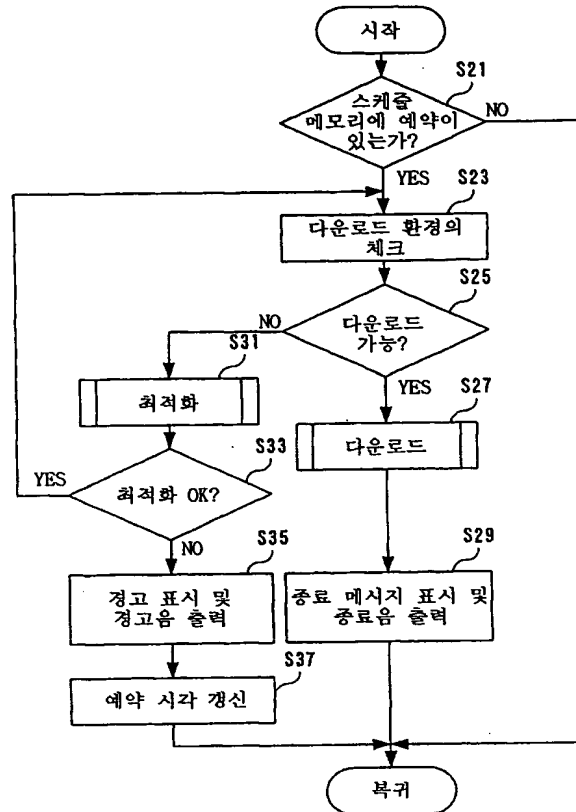 시작
S21
스케쥴
메모리에 예약이
있는가?
NO
YES
S23
다운로드 환경의
체크
S25
다운로드
가능?
NO
YES
S31
최적화
S27
다운로드
S33
최적화 OK?
YES
NO
S35
경고 표시 및
경고음 출력
S29
종료 메시지 표시 및
종료음 출력
S37
예약 시각 갱신
복귀